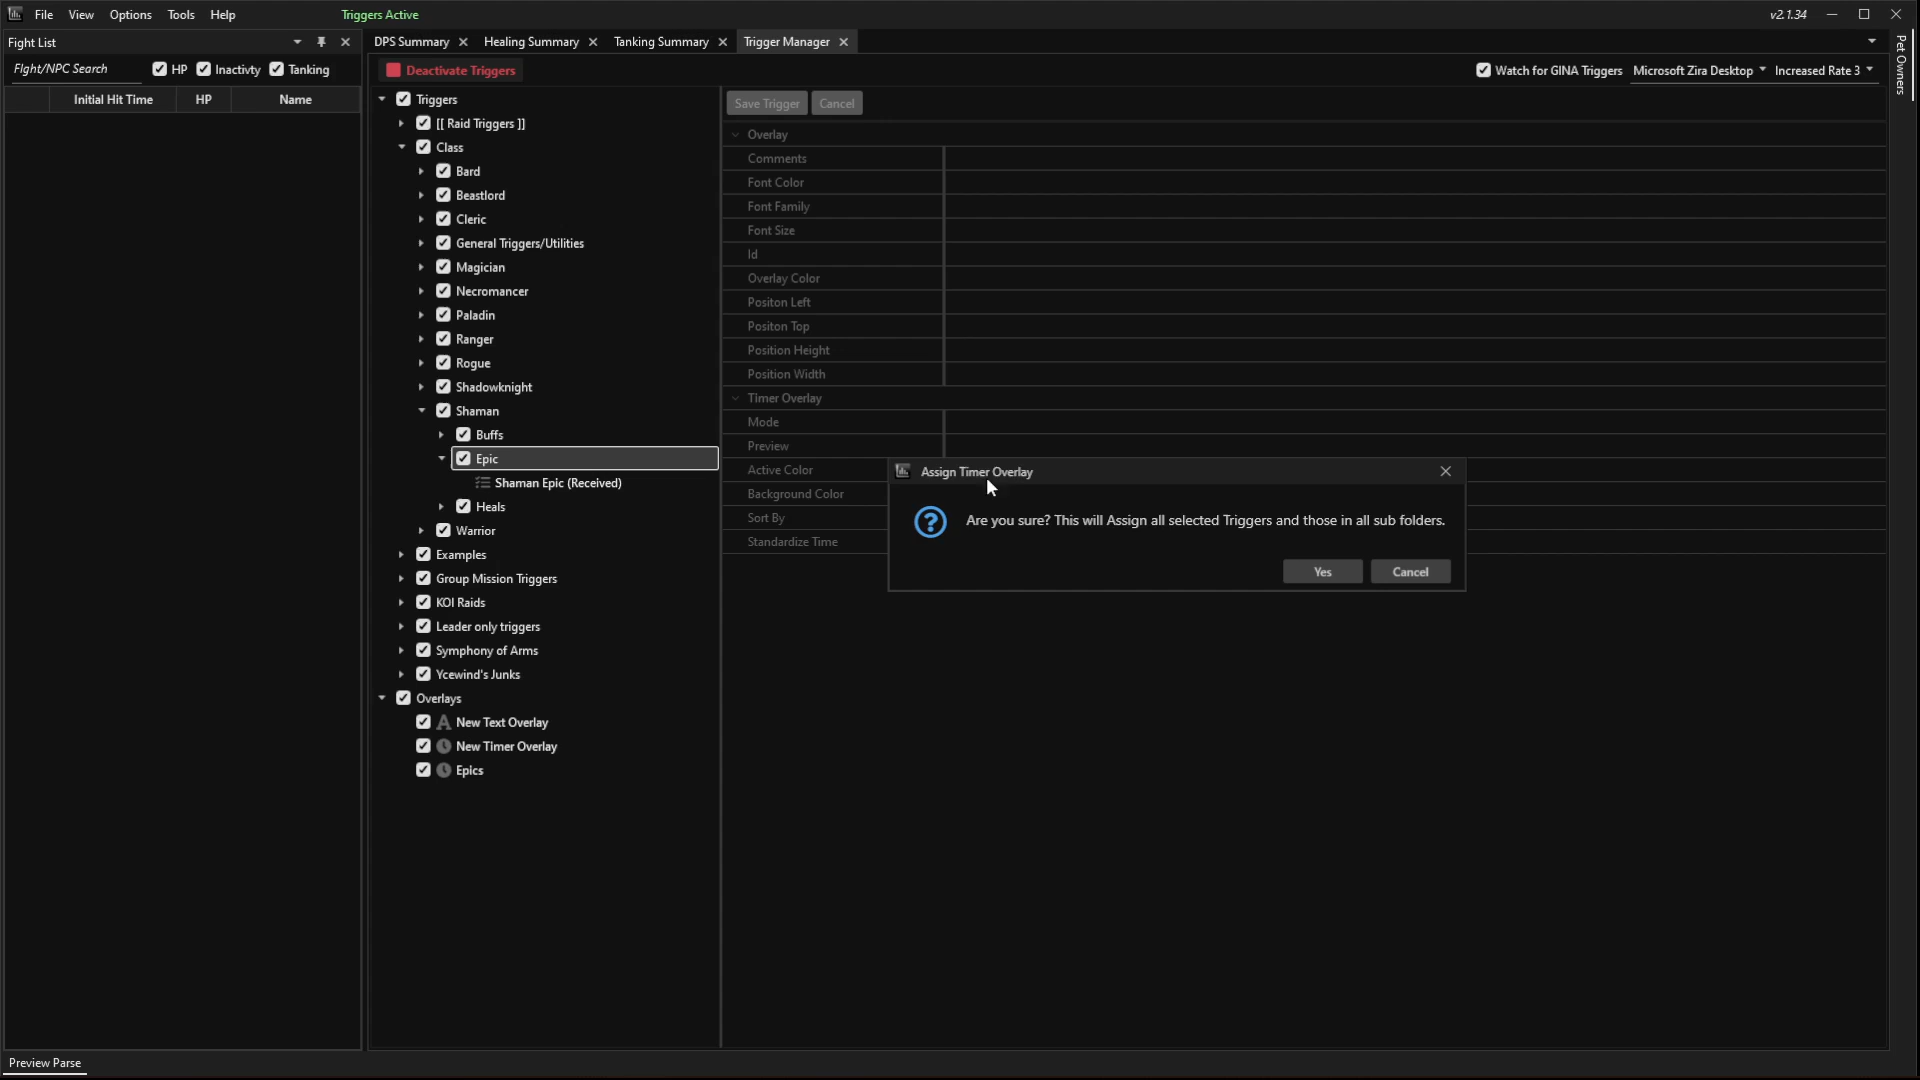 File View Options Tools Help Triggers Active v2.1.34
Fight List DPS Summary Healing Summary Tanking Summary Trigger Manager
FIght/NPC Search HP Inactivty Tanking Deactivate Triggers Watch for GINA Triggers Microsoft Zira Desktop Increased Rate 3
Pet Owners
Initial Hit Time HP Name
Triggers
[[ Raid Triggers ]]
Class
Bard
Beastlord
Cleric
General Triggers/Utilities
Magician
Necromancer
Paladin
Ranger
Rogue
Shadowknight
Shaman
Buffs
Epic
Shaman Epic (Received)
Heals
Warrior
Examples
Group Mission Triggers
KOI Raids
Leader only triggers
Symphony of Arms
Ycewind's Junks
Overlays
New Text Overlay
New Timer Overlay
Epics
Save Trigger Cancel
Overlay
Comments
Font Color
Font Family
Font Size
Id
Overlay Color
Positon Left
Positon Top
Position Height
Position Width
Timer Overlay
Mode
Preview
Active Color
Background Color
Sort By
Standardize Time
Assign Timer Overlay
Are you sure? This will Assign all selected Triggers and those in all sub folders.
Yes Cancel
Preview Parse